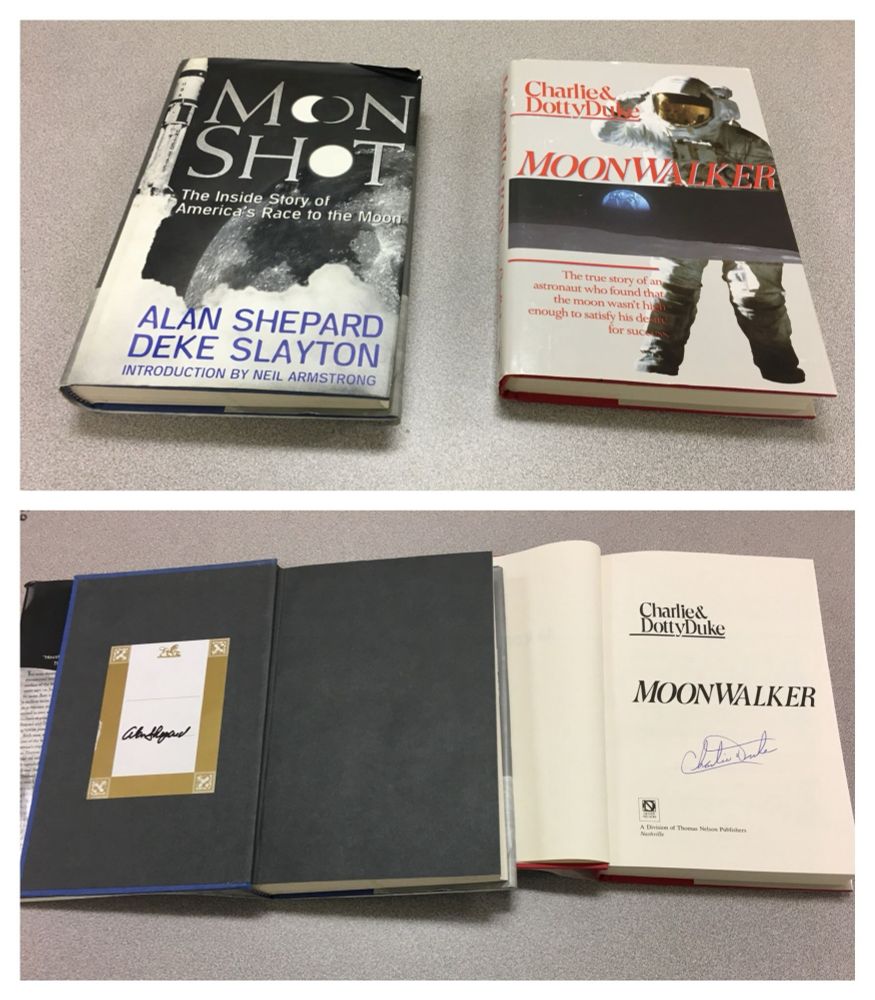 MOON
SHOT
The Inside Story of
America's Race to the Moon
ALAN SHEPARD
DEKE SLAYTON
INTRODUCTION BY NEIL ARMSTRONG
Charlie&
DottyDuke
MOONWALKER
The true story of an
astronaut who found that
the moon wasn't high
enough to satisfy his desire
for success
Alan Shepard
Charlie&
DottyDuke
MOONWALKER
Charlie Duke
A Division of Thomas Nelson Publishers
Nashville